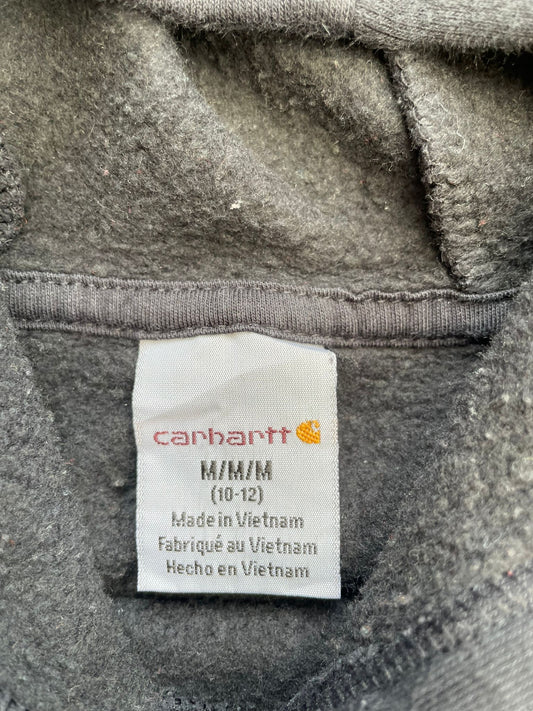 carhartt
M/M/M
(10-12)
Made in Vietnam
Fabriqué au Vietnam
Hecho en Vietnam